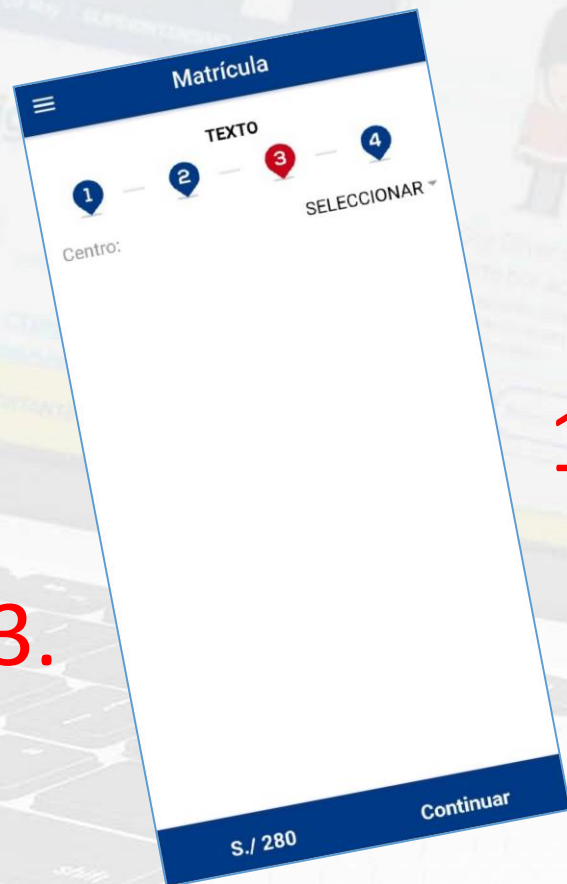 Matrícula
TEXTO
1 2 3 4
SELECCIONAR
Centro:
3.
S./ 280
Continuar